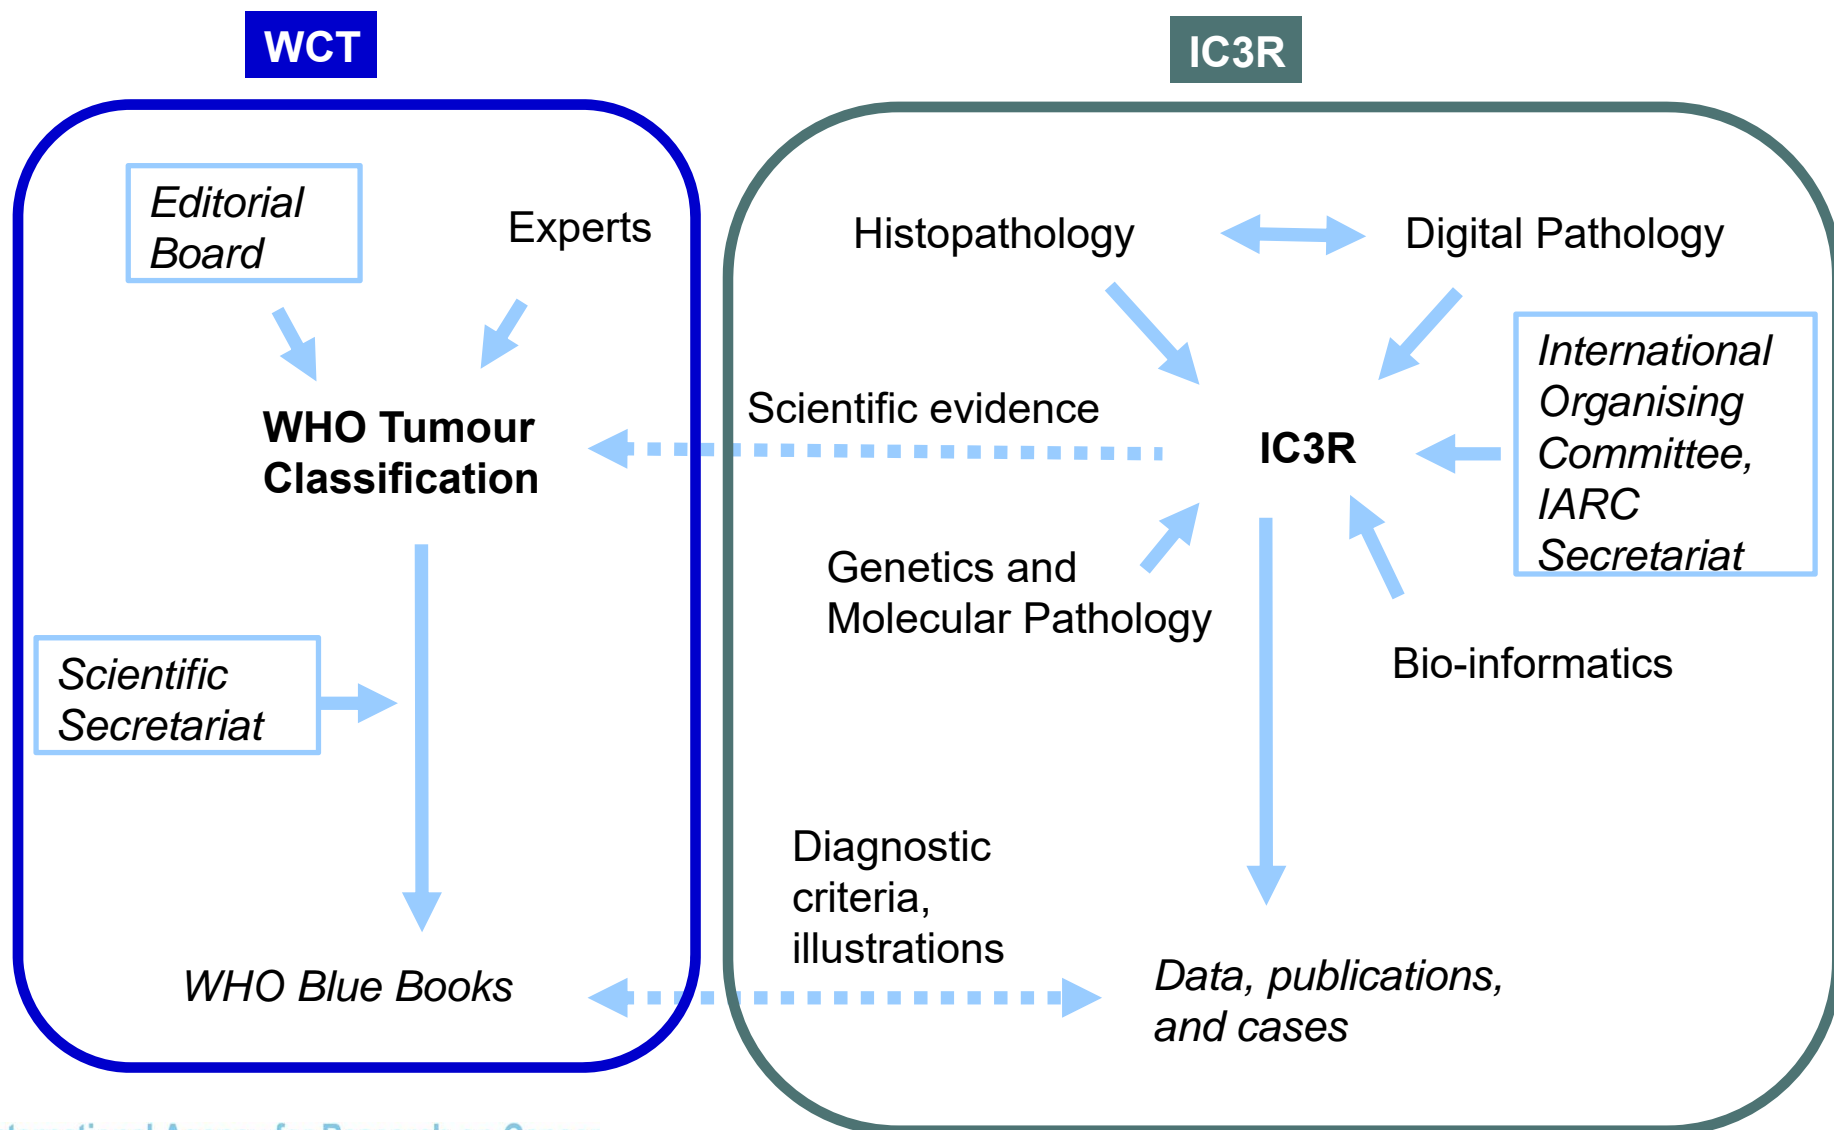 WCT
IC3R
Editorial
Board
Experts
Histopathology
Digital Pathology
International
Organising
Committee,
IARC
Secretariat
WHO Tumour
Classification
Scientific evidence
IC3R
Genetics and
Molecular Pathology
Bio-informatics
Scientific
Secretariat
Diagnostic
criteria,
illustrations
WHO Blue Books
Data, publications,
and cases